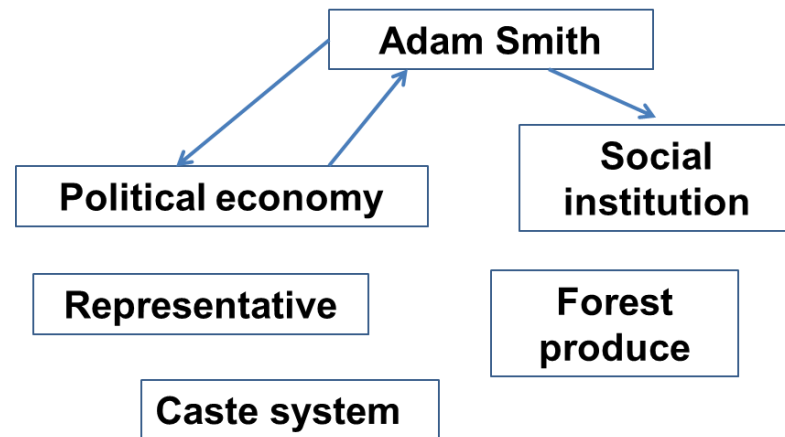 Adam Smith
Political economy
Social
institution
Representative
Forest
produce
Caste system